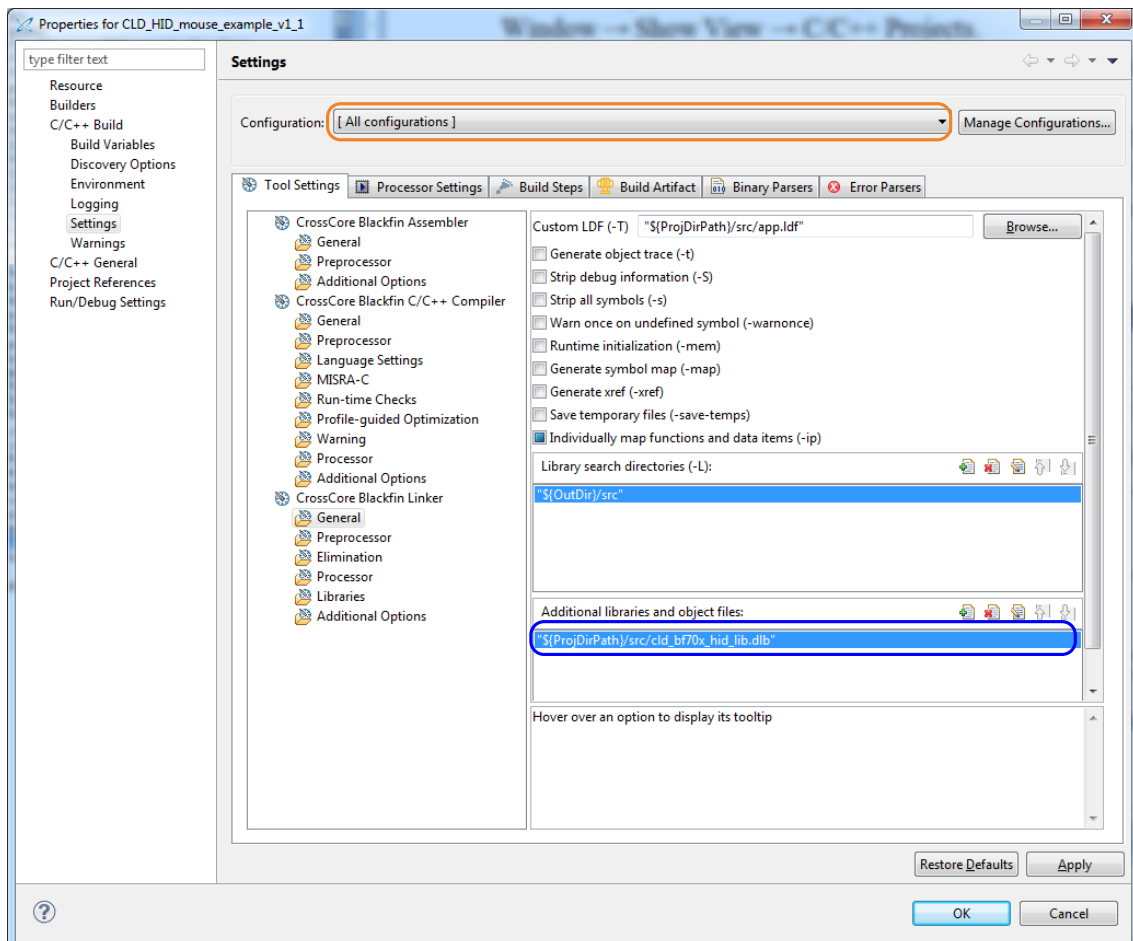 Properties for CLD_HID_mouse_example_v1_1
Window → Show View → C/C++ Projects.
type filter text
Resource
Builders
C/C++ Build
Build Variables
Discovery Options
Environment
Logging
Settings
Warnings
C/C++ General
Project References
Run/Debug Settings
Settings
Configuration: [ All configurations ] Manage Configurations...
Tool Settings Processor Settings Build Steps Build Artifact Binary Parsers Error Parsers
CrossCore Blackfin Assembler
General
Preprocessor
Additional Options
CrossCore Blackfin C/C++ Compiler
General
Preprocessor
Language Settings
MISRA-C
Run-time Checks
Profile-guided Optimization
Warning
Processor
Additional Options
CrossCore Blackfin Linker
General
Preprocessor
Elimination
Processor
Libraries
Additional Options
Custom LDF (-T) "${ProjDirPath}/src/app.ldf" Browse...
Generate object trace (-t)
Strip debug information (-S)
Strip all symbols (-s)
Warn once on undefined symbol (-warnonce)
Runtime initialization (-mem)
Generate symbol map (-map)
Generate xref (-xref)
Save temporary files (-save-temps)
Individually map functions and data items (-ip)
Library search directories (-L):
"${OutDir}/src"
Additional libraries and object files:
"${ProjDirPath}/src/cld_bf70x_hid_lib.dlb"
Hover over an option to display its tooltip
Restore Defaults Apply
OK Cancel